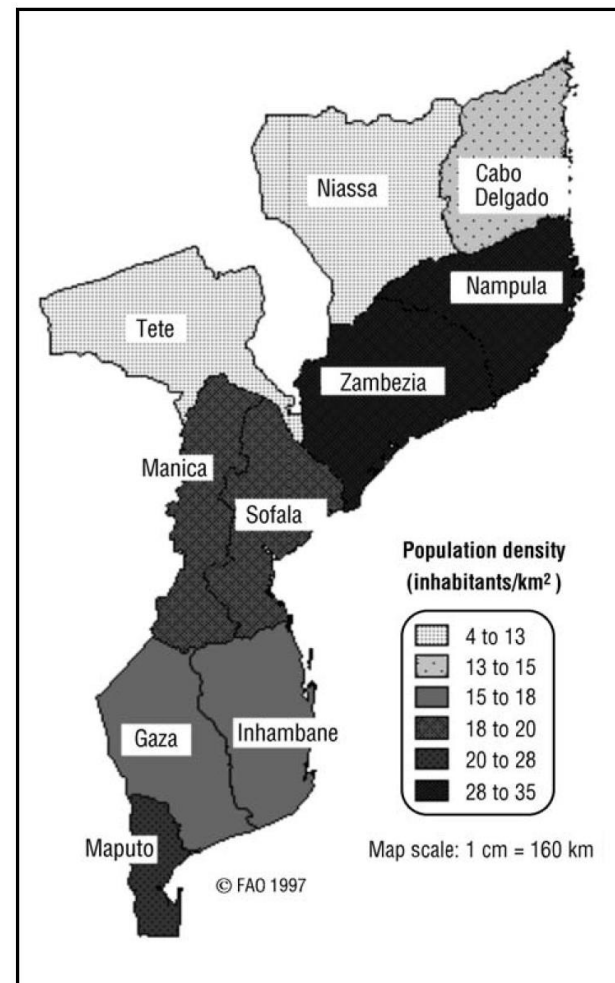 Cabo
Delgado
Niassa
Nampula
Tete
Zambezia
Manica
Sofala
Population density
(inhabitants/km²)
4 to 13
13 to 15
15 to 18
18 to 20
20 to 28
28 to 35
Gaza
Inhambane
Maputo
Map scale: 1 cm = 160 km
© FAO 1997